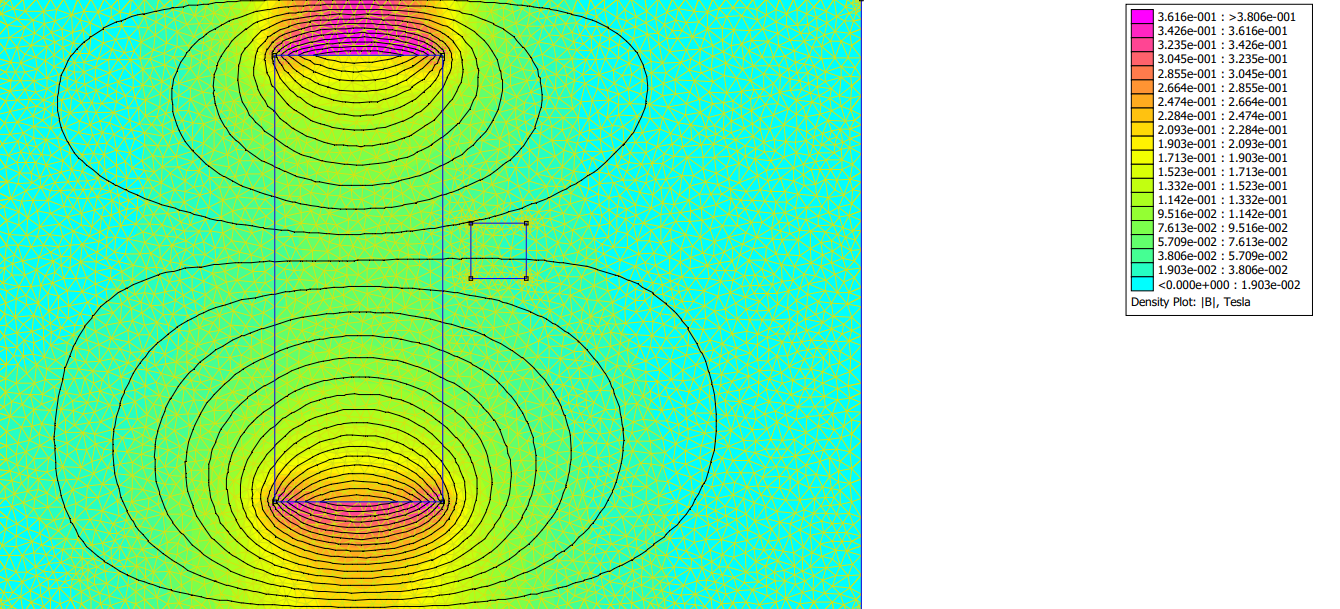 3.616e-001 : >3.806e-001
3.426e-001 : 3.616e-001
3.235e-001 : 3.426e-001
3.045e-001 : 3.235e-001
2.855e-001 : 3.045e-001
2.664e-001 : 2.855e-001
2.474e-001 : 2.664e-001
2.284e-001 : 2.474e-001
2.093e-001 : 2.284e-001
1.903e-001 : 2.093e-001
1.713e-001 : 1.903e-001
1.523e-001 : 1.713e-001
1.332e-001 : 1.523e-001
1.142e-001 : 1.332e-001
9.516e-002 : 1.142e-001
7.613e-002 : 9.516e-002
5.709e-002 : 7.613e-002
3.806e-002 : 5.709e-002
1.903e-002 : 3.806e-002
<0.000e+000 : 1.903e-002
Density Plot: |B|, Tesla